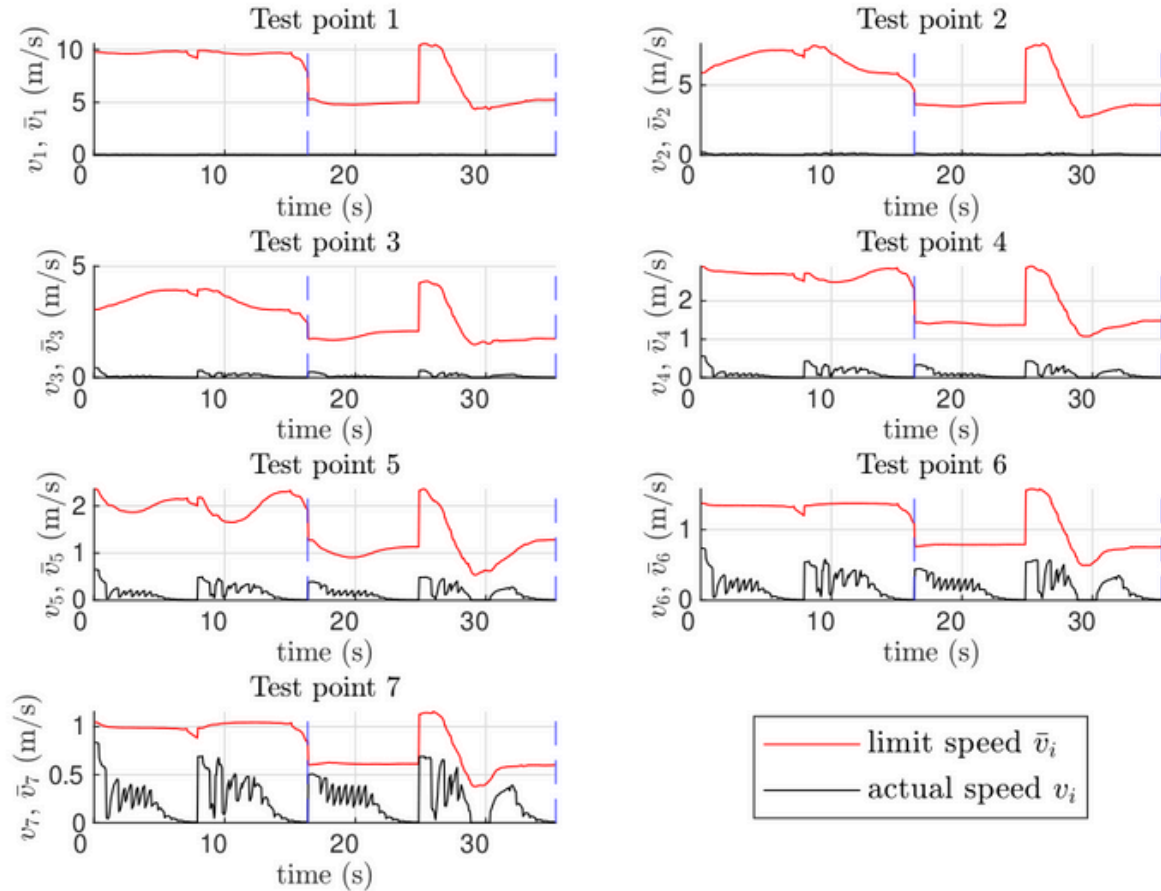 Test point 1
v₁, v̄₁ (m/s)
10
5
0
0 10 20 30
time (s)
Test point 2
v₂, v̄₂ (m/s)
5
0
0 10 20 30
time (s)
Test point 3
v₃, v̄₃ (m/s)
5
0
0 10 20 30
time (s)
Test point 4
v₄, v̄₄ (m/s)
2
1
0
0 10 20 30
time (s)
Test point 5
v₅, v̄₅ (m/s)
2
1
0
0 10 20 30
time (s)
Test point 6
v₆, v̄₆ (m/s)
1
0
0 10 20 30
time (s)
Test point 7
v₇, v̄₇ (m/s)
1
0.5
0
0 10 20 30
time (s)
limit speed v̄ᵢ
actual speed vᵢ